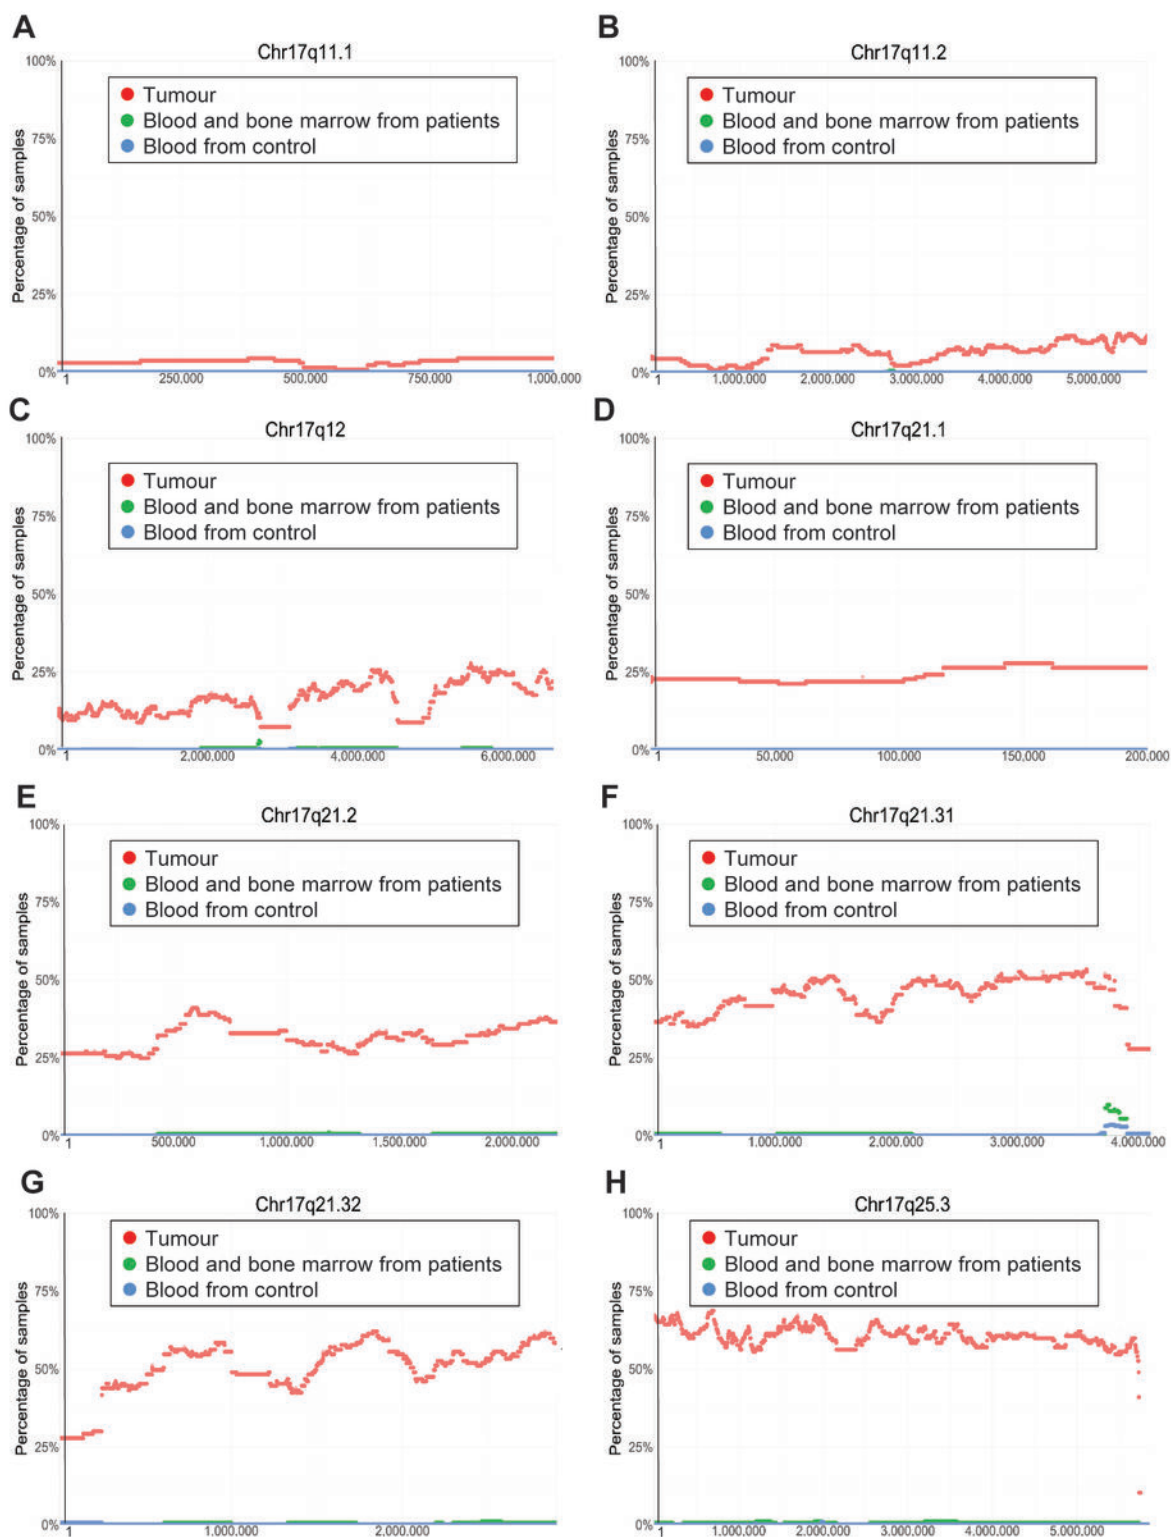 A
Chr17q11.1
100%
75%
50%
25%
0%
Percentage of samples
Tumour
Blood and bone marrow from patients
Blood from control
1 250,000 500,000 750,000 1,000,000
B
Chr17q11.2
100%
75%
50%
25%
0%
Percentage of samples
Tumour
Blood and bone marrow from patients
Blood from control
1 1,000,000 2,000,000 3,000,000 4,000,000 5,000,000
C
Chr17q12
100%
75%
50%
25%
0%
Percentage of samples
Tumour
Blood and bone marrow from patients
Blood from control
1 2,000,000 4,000,000 6,000,000
D
Chr17q21.1
100%
75%
50%
25%
0%
Percentage of samples
Tumour
Blood and bone marrow from patients
Blood from control
1 50,000 100,000 150,000 200,000
E
Chr17q21.2
100%
75%
50%
25%
0%
Percentage of samples
Tumour
Blood and bone marrow from patients
Blood from control
1 500,000 1,000,000 1,500,000 2,000,000
F
Chr17q21.31
100%
75%
50%
25%
0%
Percentage of samples
Tumour
Blood and bone marrow from patients
Blood from control
1 1,000,000 2,000,000 3,000,000 4,000,000
G
Chr17q21.32
100%
75%
50%
25%
0%
Percentage of samples
Tumour
Blood and bone marrow from patients
Blood from control
1 1,000,000 2,000,000
H
Chr17q25.3
100%
75%
50%
25%
0%
Percentage of samples
Tumour
Blood and bone marrow from patients
Blood from control
1 1,000,000 2,000,000 3,000,000 4,000,000 5,000,000